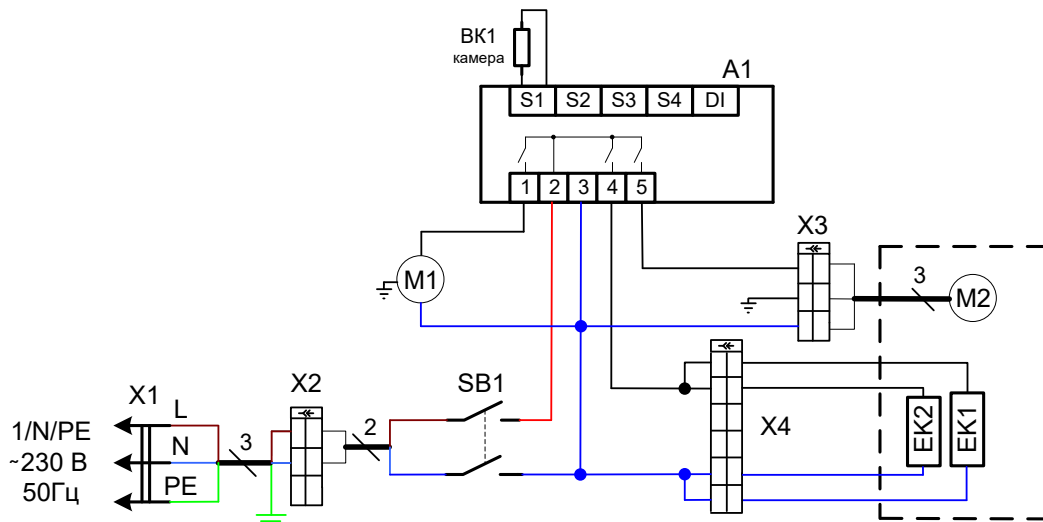 ВК1
камера
A1
S1 S2 S3 S4 DI
1 2 3 4 5
X3
M1
3
M2
X1
L
X2
SB1
1/N/PE
N
3
2
X4
EK2
EK1
~230 В
PE
50Гц